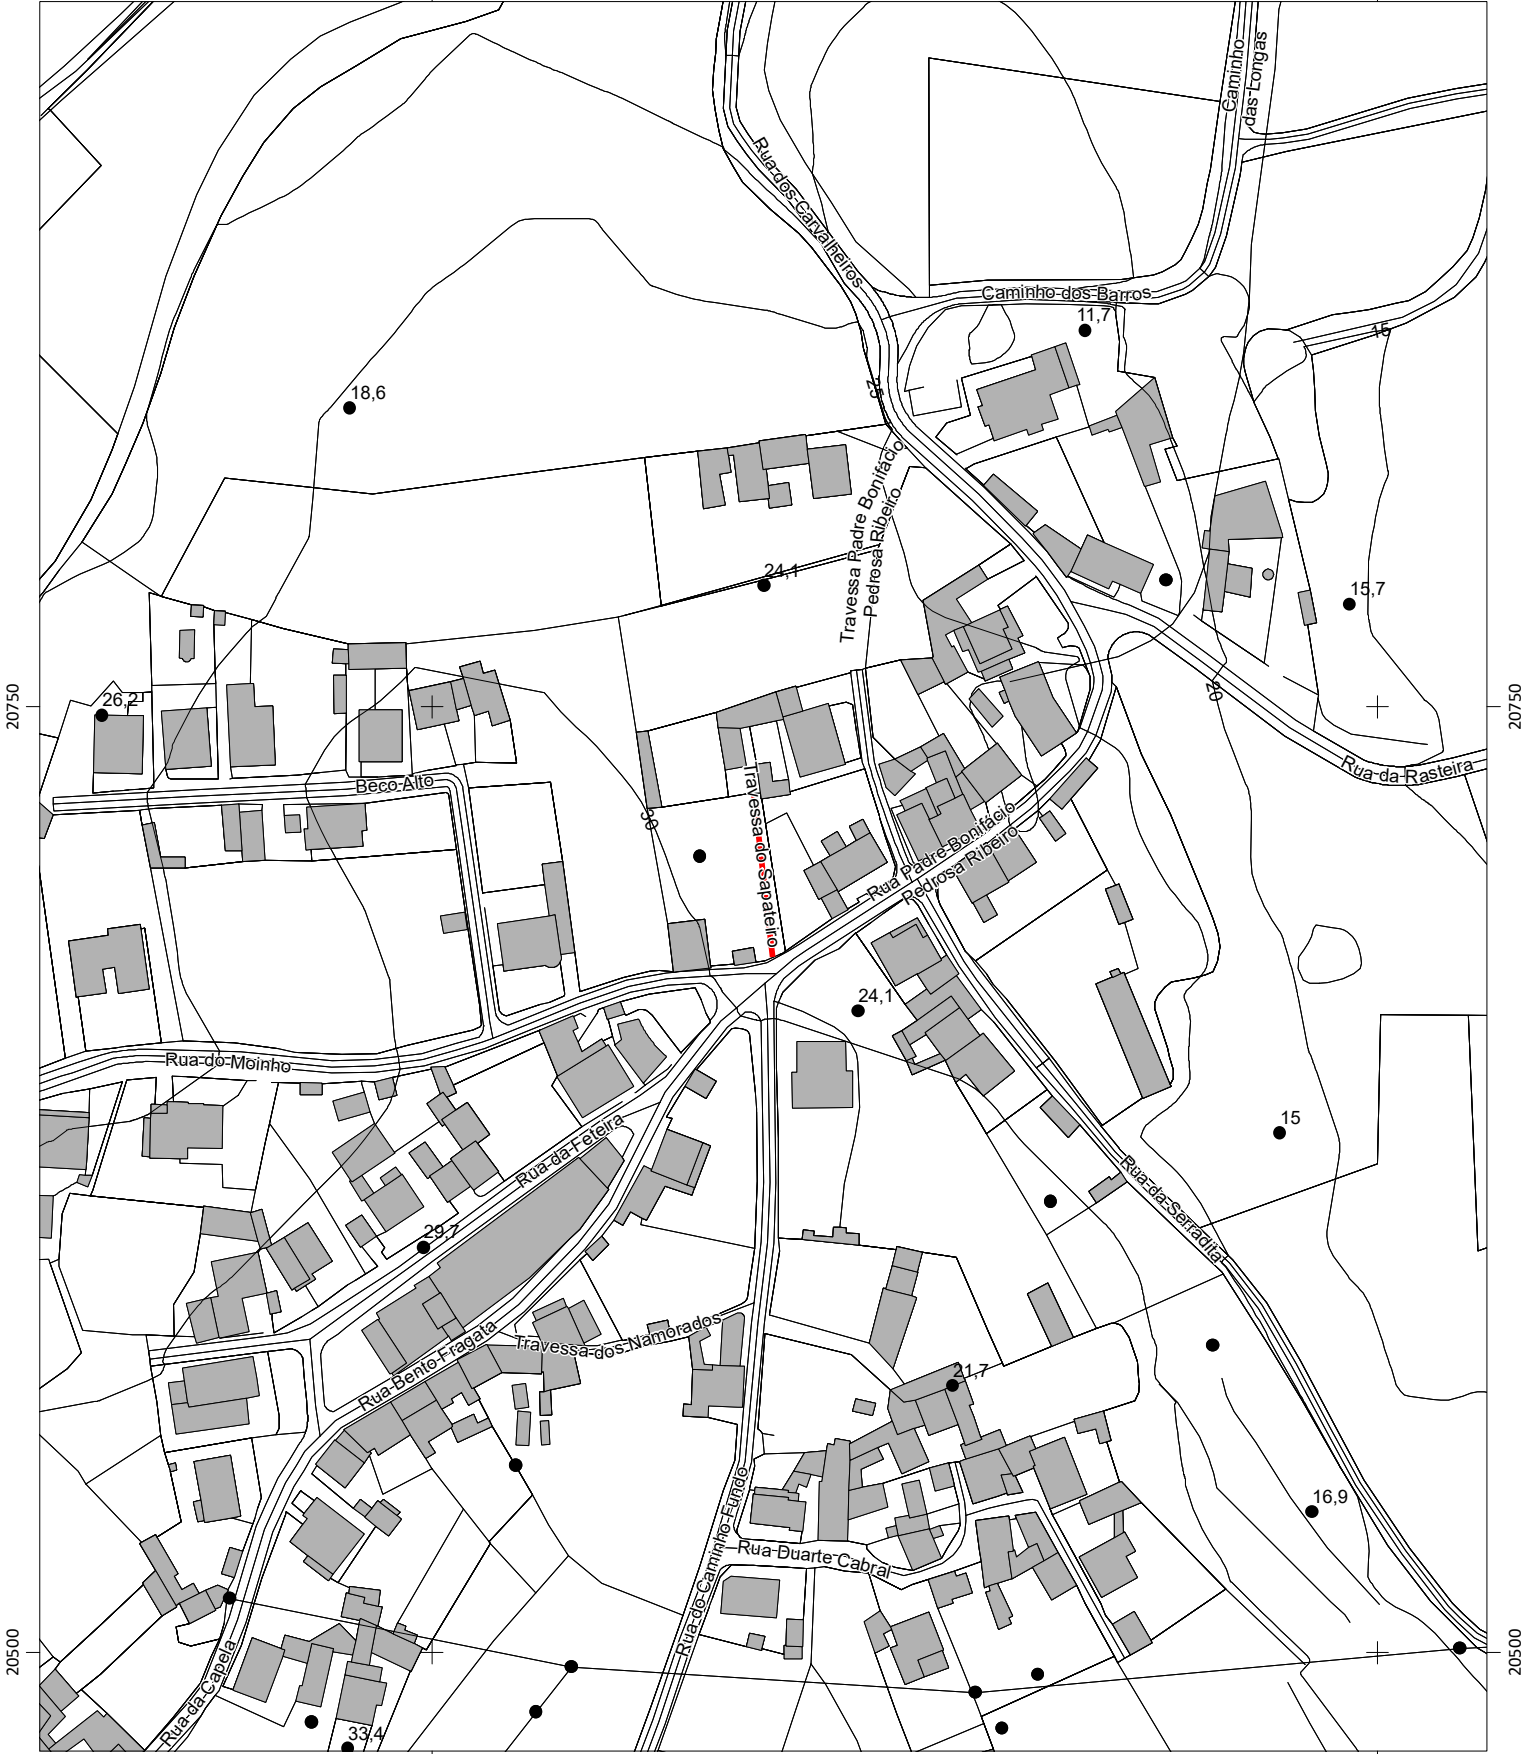 Caminho
das Longas
Rua dos Carvalheiros
Caminho dos Barros
11,7
15
25
18,6
Travessa Padre Bonifácio
Pedrosa Ribeiro
24,1
15,7
20750
26,2
20
20750
Rua da Rasteira
Beco Alto
Travessa do Sapateiro
30
Rua Padre Bonifácio
Pedrosa Ribeiro
24,1
Rua do Moinho
15
Rua da Feteira
Rua da Serradita
29,7
Travessa dos Namorados
Rua Bento Fragata
21,7
16,9
Rua do Caminho Fundo
Rua Duarte Cabral
20500
20500
Rua da Capela
33,4